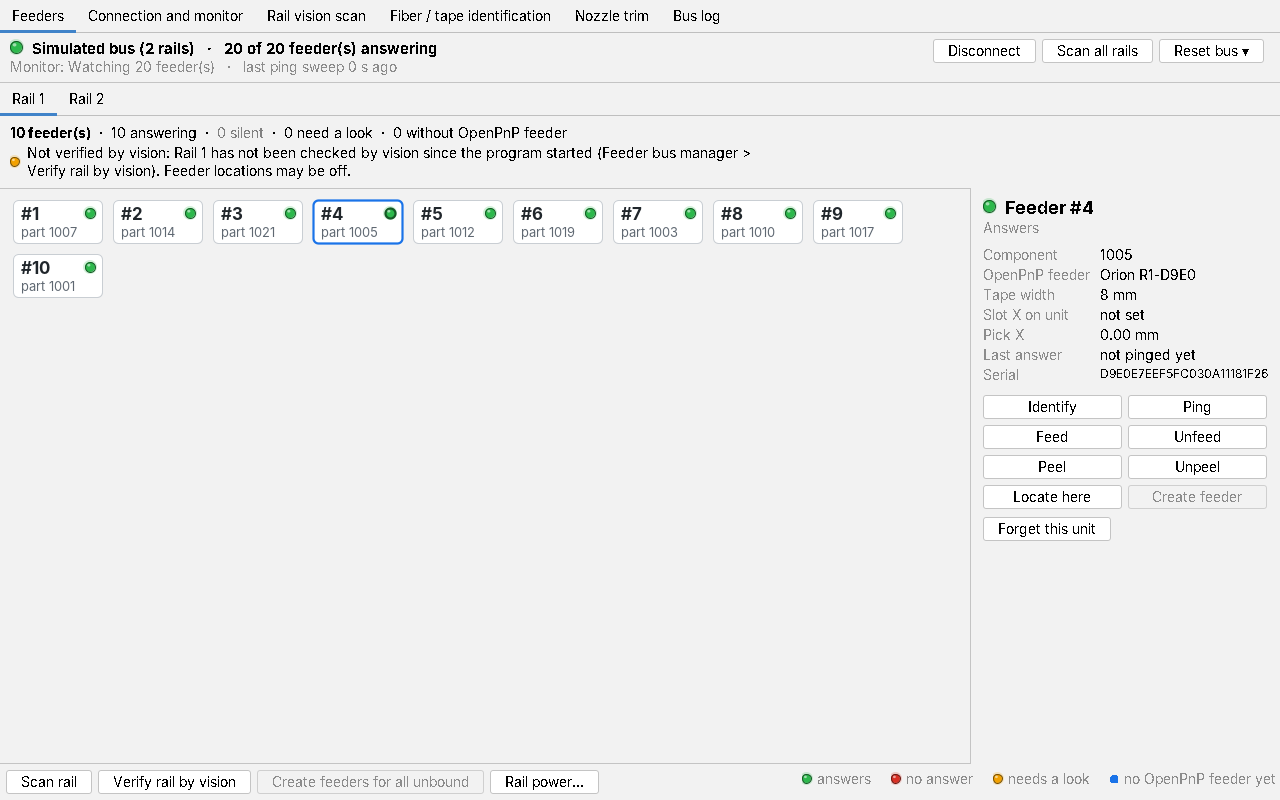 Feeders Connection and monitor Rail vision scan Fiber / tape identification Nozzle trim Bus log
Simulated bus (2 rails) · 20 of 20 feeder(s) answering
Monitor: Watching 20 feeder(s) · last ping sweep 0 s ago
Disconnect Scan all rails Reset bus ▾
Rail 1 Rail 2
10 feeder(s) · 10 answering · 0 silent · 0 need a look · 0 without OpenPnP feeder
Not verified by vision: Rail 1 has not been checked by vision since the program started (Feeder bus manager >
Verify rail by vision). Feeder locations may be off.
#1 #2 #3 #4 #5 #6 #7 #8 #9
part 1007 part 1014 part 1021 part 1005 part 1012 part 1019 part 1003 part 1010 part 1017
#10
part 1001
Feeder #4
Answers
Component 1005
OpenPnP feeder Orion R1-D9E0
Tape width 8 mm
Slot X on unit not set
Pick X 0.00 mm
Last answer not pinged yet
Serial D9E0E7EEF5FC030A11181F26
Identify Ping
Feed Unfeed
Peel Unpeel
Locate here Create feeder
Forget this unit
Scan rail Verify rail by vision Create feeders for all unbound Rail power...
answers no answer needs a look no OpenPnP feeder yet